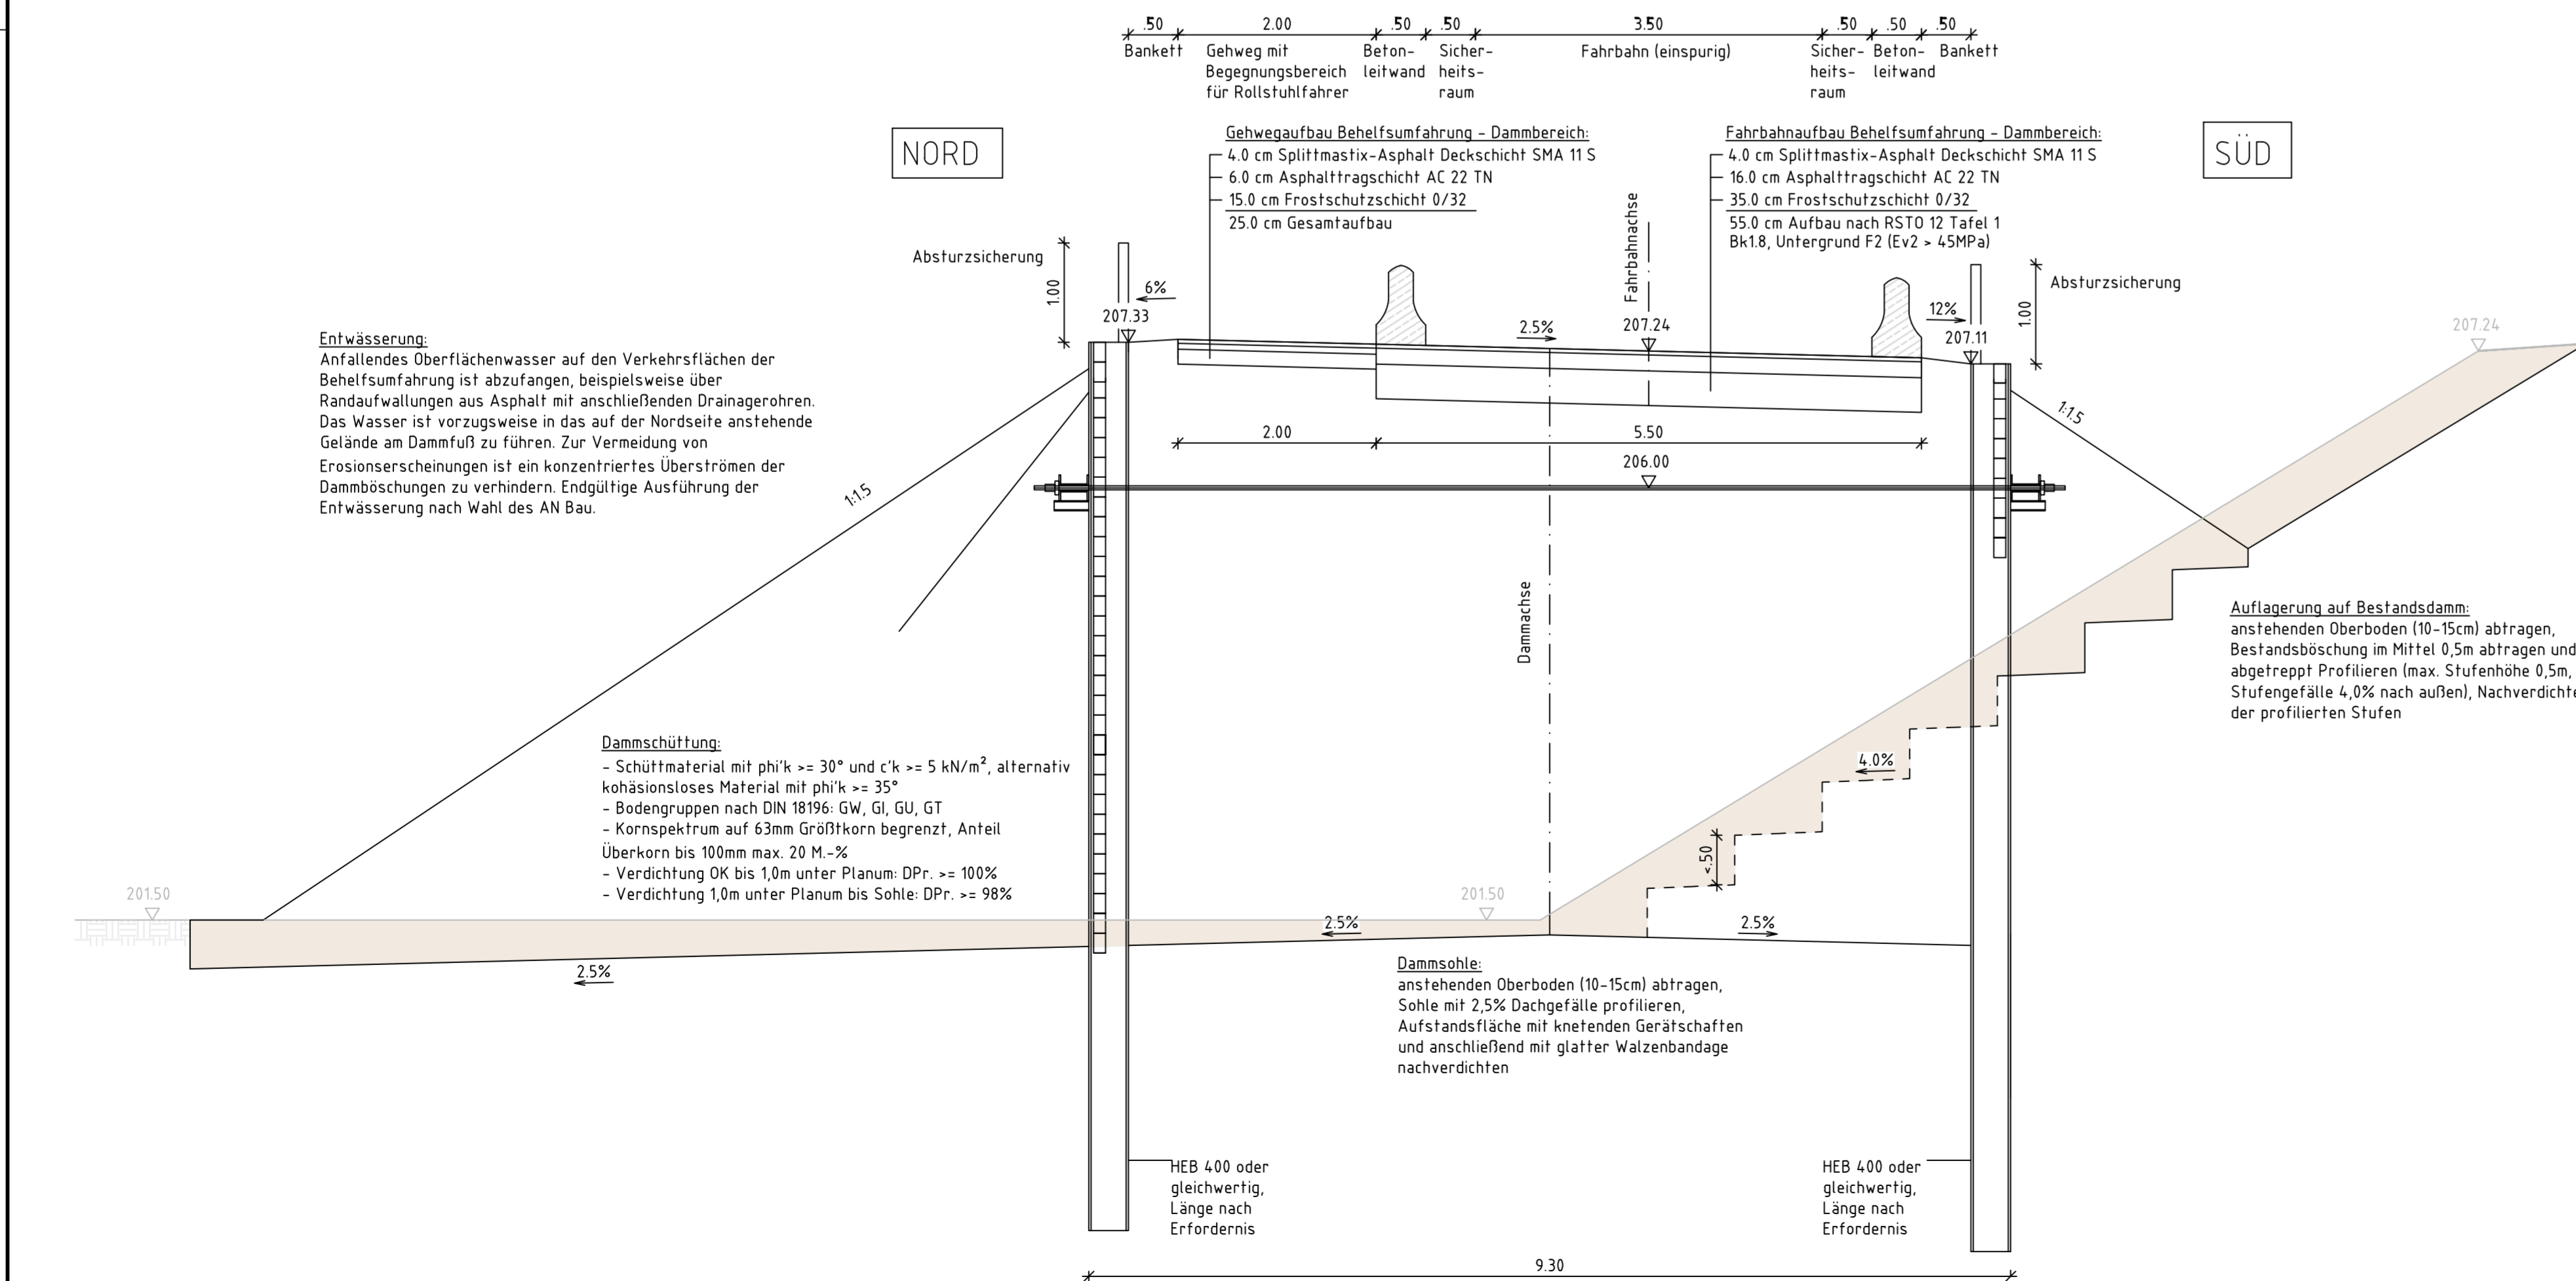 .50 2.00 .50 .50 3.50 .50 .50 .50
Bankett
Gehweg mit
Begegnungsbereich
für Rollstuhlfahrer
Beton-
leitwand
Sicher-
heits-
raum
Fahrbahn (einspurig)
Sicher-
heits-
raum
Beton-
leitwand
Bankett
NORD
Gehwegaufbau Behelfsumfahrung - Dammbereich:
4.0 cm Splittmastix-Asphalt Deckschicht SMA 11 S
6.0 cm Asphalttragschicht AC 22 TN
15.0 cm Frostschutzschicht 0/32
25.0 cm Gesamtaufbau
Fahrbahnachse
Fahrbahnaufbau Behelfsumfahrung - Dammbereich:
4.0 cm Splittmastix-Asphalt Deckschicht SMA 11 S
16.0 cm Asphalttragschicht AC 22 TN
35.0 cm Frostschutzschicht 0/32
55.0 cm Aufbau nach RSTO 12 Tafel 1
Bk1.8, Untergrund F2 (Ev2 > 45MPa)
SÜD
Absturzsicherung
1.00
6%
207.33
2.5%
207.24
12%
207.11
1.00
Absturzsicherung
207.24
Entwässerung:
Anfallendes Oberflächenwasser auf den Verkehrsflächen der
Behelfsumfahrung ist abzufangen, beispielsweise über
Randaufwallungen aus Asphalt mit anschließenden Drainagerohren.
Das Wasser ist vorzugsweise in das auf der Nordseite anstehende
Gelände am Dammfuß zu führen. Zur Vermeidung von
Erosionserscheinungen ist ein konzentriertes Überströmen der
Dammböschungen zu verhindern. Endgültige Ausführung der
Entwässerung nach Wahl des AN Bau.
1:1.5
2.00 5.50
206.00
1:1.5
Dammachse
Auflagerung auf Bestandsdamm:
anstehenden Oberboden (10-15cm) abtragen,
Bestandsböschung im Mittel 0,5m abtragen und
abgetreppt Profilieren (max. Stufenhöhe 0,5m,
Stufengefälle 4,0% nach außen), Nachverdichte
der profilierten Stufen
Dammschüttung:
- Schüttmaterial mit phi'k >= 30° und c'k >= 5 kN/m², alternativ
kohäsionsloses Material mit phi'k >= 35°
- Bodengruppen nach DIN 18196: GW, GI, GU, GT
- Kornspektrum auf 63mm Größtkorn begrenzt, Anteil
Überkorn bis 100mm max. 20 M.-%
- Verdichtung OK bis 1,0m unter Planum: DPr. >= 100%
- Verdichtung 1,0m unter Planum bis Sohle: DPr. >= 98%
4.0%
<.50
201.50
201.50
2.5%
2.5%
2.5%
Dammsohle:
anstehenden Oberboden (10-15cm) abtragen,
Sohle mit 2,5% Dachgefälle profilieren,
Aufstandsfläche mit knetenden Gerätschaften
und anschließend mit glatter Walzenbandage
nachverdichten
HEB 400 oder
gleichwertig,
Länge nach
Erfordernis
HEB 400 oder
gleichwertig,
Länge nach
Erfordernis
9.30